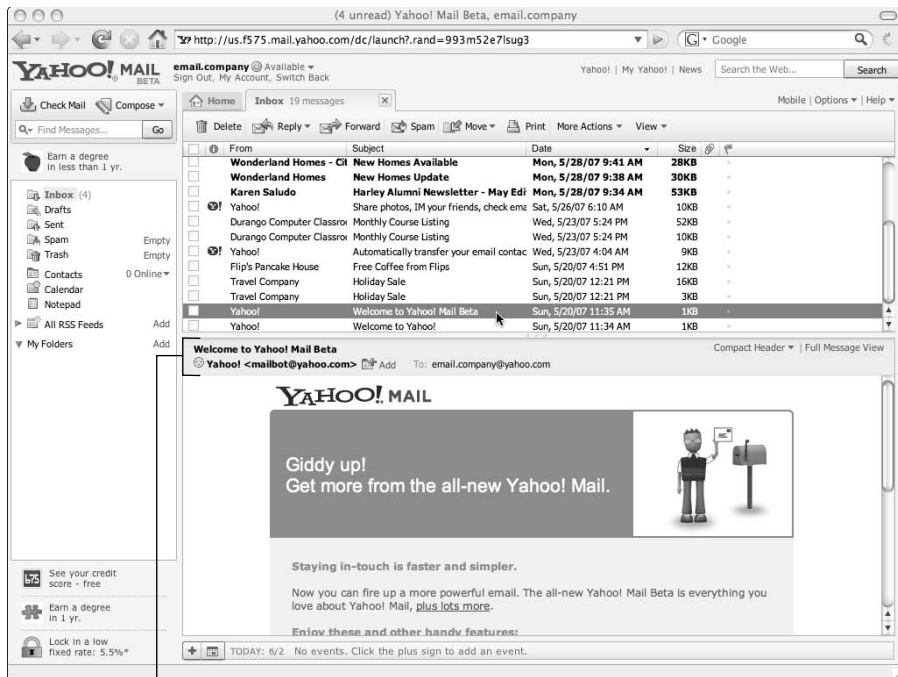 (4 unread) Yahoo! Mail Beta, email.company
http://us.f575.mail.yahoo.com/dc/launch?.rand=993m52e7lsug3
G Google
YAHOO! MAIL BETA
email.company Available
Sign Out, My Account, Switch Back
Yahoo! | My Yahoo! | News
Search the Web...
Search
Check Mail Compose
Home
Inbox 19 messages
Mobile | Options | Help
Find Messages...
Go
Delete Reply Forward Spam Move Print More Actions View
From Subject Date Size
Wonderland Homes - Cit New Homes Available Mon, 5/28/07 9:41 AM 28KB
Wonderland Homes New Homes Update Mon, 5/28/07 9:38 AM 30KB
Karen Saludo Harley Alumni Newsletter - May Edi Mon, 5/28/07 9:34 AM 53KB
Yahoo! Share photos, IM your friends, check ema Sat, 5/26/07 6:10 AM 10KB
Durango Computer Classroo Monthly Course Listing Wed, 5/23/07 5:24 PM 52KB
Durango Computer Classroo Monthly Course Listing Wed, 5/23/07 5:24 PM 10KB
Yahoo! Automatically transfer your email contac Wed, 5/23/07 4:04 AM 9KB
Flip's Pancake House Free Coffee from Flips Sun, 5/20/07 4:51 PM 12KB
Travel Company Holiday Sale Sun, 5/20/07 12:21 PM 16KB
Travel Company Holiday Sale Sun, 5/20/07 12:21 PM 3KB
Yahoo! Welcome to Yahoo! Mail Beta Sun, 5/20/07 11:35 AM 1KB
Yahoo! Welcome to Yahoo! Sun, 5/20/07 11:34 AM 1KB
Earn a degree
in less than 1 yr.
Inbox (4)
Drafts
Sent
Spam Empty
Trash Empty
Contacts 0 Online
Calendar
Notepad
All RSS Feeds Add
My Folders Add
Welcome to Yahoo! Mail Beta
Compact Header | Full Message View
Yahoo! <mailbot@yahoo.com> Add To: email.company@yahoo.com
YAHOO! MAIL
Giddy up!
Get more from the all-new Yahoo! Mail.
Staying in-touch is faster and simpler.
Now you can fire up a more powerful email. The all-new Yahoo! Mail Beta is everything you
love about Yahoo! Mail, plus lots more.
Enjoy these and other handy features:
675
See your credit
score - free
Earn a degree
in 1 yr.
Lock in a low
fixed rate: 5.5%*
TODAY: 6/2 No events. Click the plus sign to add an event.